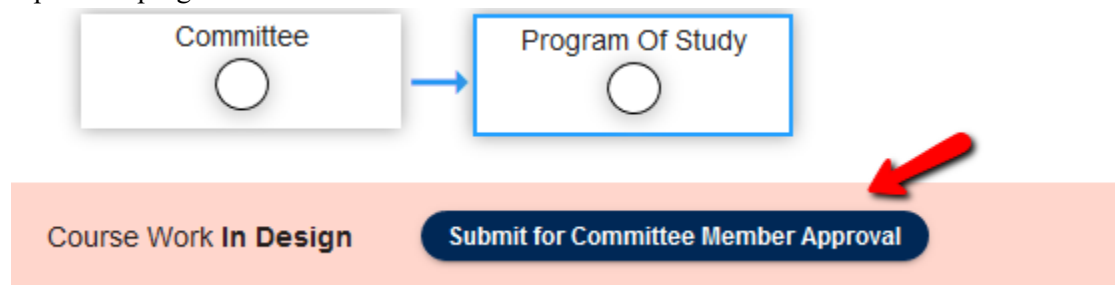 Committee
Program Of Study
Course Work In Design
Submit for Committee Member Approval